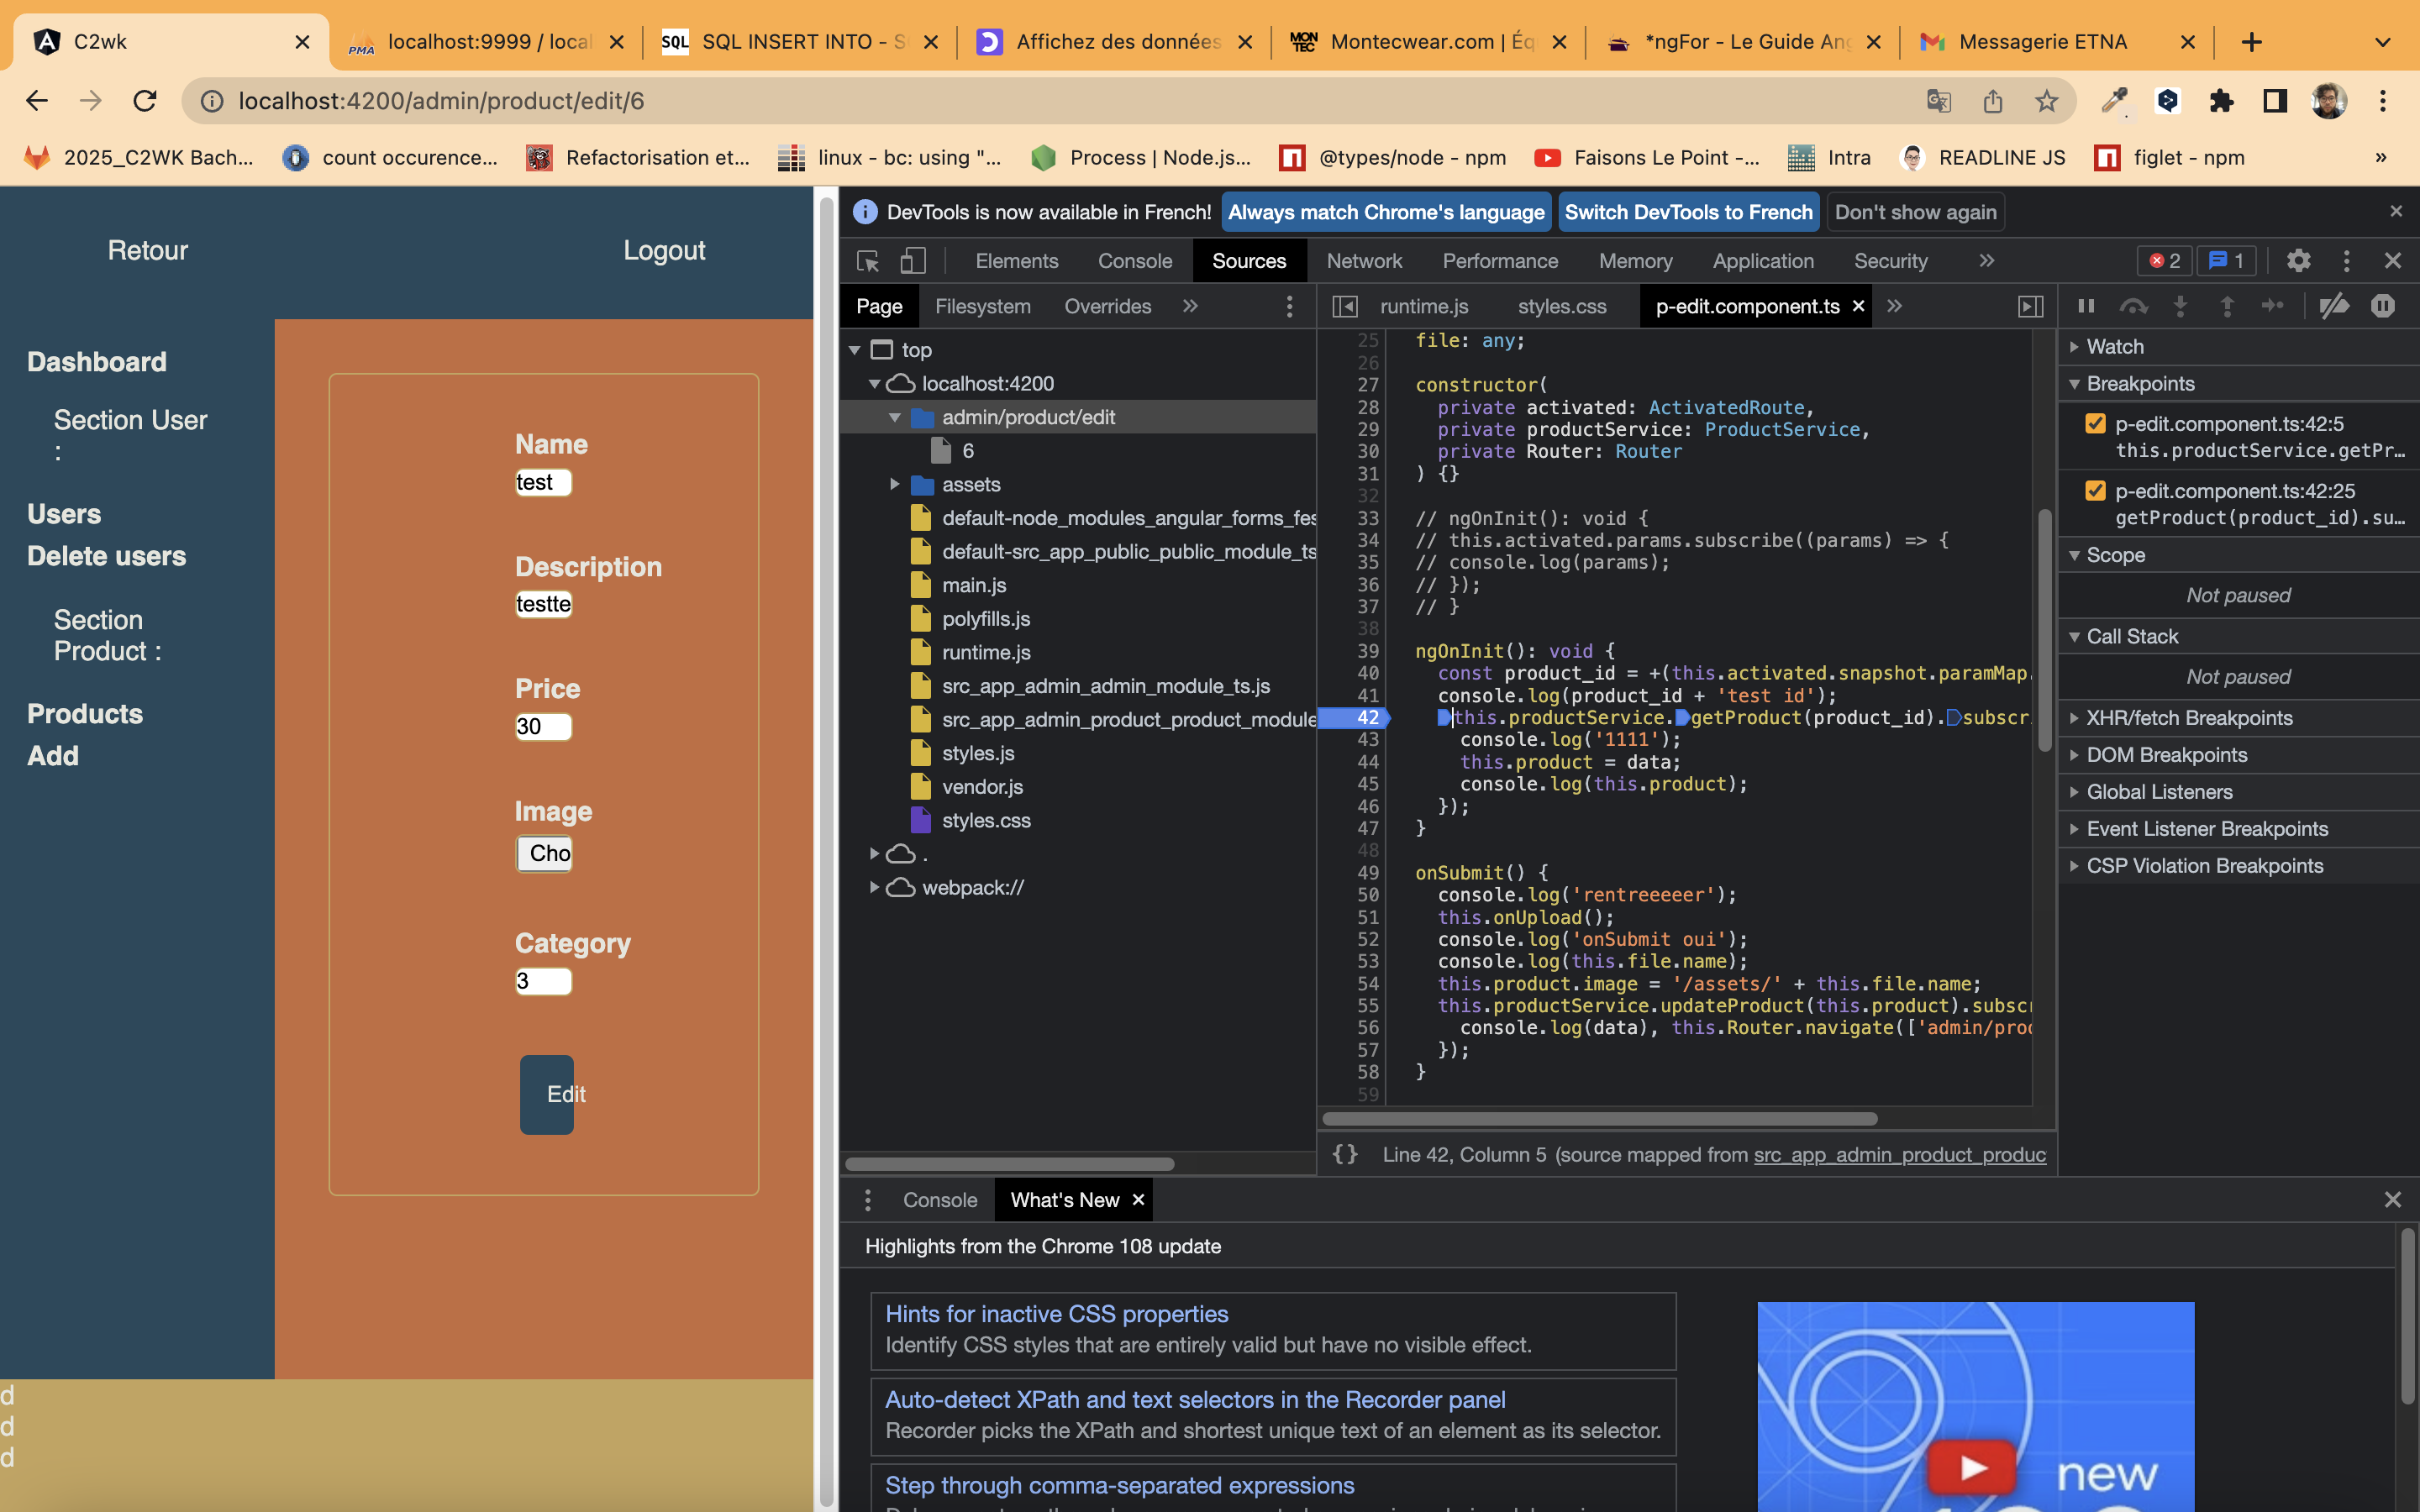 C2wk
localhost:9999 / loca
SQL INSERT INTO - S
Affichez des données
Montecwear.com | Éq
*ngFor - Le Guide Ang
Messagerie ETNA
localhost:4200/admin/product/edit/6
2025_C2WK Bach...
count occurence...
Refactorisation et...
linux - bc: using "...
Process | Node.js...
@types/node - npm
Faisons Le Point -...
Intra
READLINE JS
figlet - npm
»
Retour
Logout
Dashboard
Section User
:
Users
Delete users
Section
Product :
Products
Add
Name
test
Description
testte
Price
30
Image
Cho
Category
3
Edit
d
d
d
DevTools is now available in French!
Always match Chrome's language
Switch DevTools to French
Don't show again
Elements
Console
Sources
Network
Performance
Memory
Application
Security
»
2
1
Page
Filesystem
Overrides
»
top
localhost:4200
admin/product/edit
6
assets
default-node_modules_angular_forms_fes
default-src_app_public_public_module_ts
main.js
polyfills.js
runtime.js
src_app_admin_admin_module_ts.js
src_app_admin_product_product_module
styles.js
vendor.js
styles.css
.
webpack://
runtime.js
styles.css
p-edit.component.ts
»
25 file: any;
26
27 constructor(
28 private activated: ActivatedRoute,
29 private productService: ProductService,
30 private Router: Router
31 ) {}
32
33 // ngOnInit(): void {
34 // this.activated.params.subscribe((params) => {
35 // console.log(params);
36 // });
37 // }
38
39 ngOnInit(): void {
40 const product_id = +(this.activated.snapshot.paramMap.
41 console.log(product_id + 'test id');
42 this.productService.getProduct(product_id).subscr
43 console.log('1111');
44 this.product = data;
45 console.log(this.product);
46 });
47 }
48
49 onSubmit() {
50 console.log('rentreeeeer');
51 this.onUpload();
52 console.log('onSubmit oui');
53 console.log(this.file.name);
54 this.product.image = '/assets/' + this.file.name;
55 this.productService.updateProduct(this.product).subscr
56 console.log(data), this.Router.navigate(['admin/prod
57 });
58 }
59
{} Line 42, Column 5 (source mapped from src_app_admin_product_produc
Watch
Breakpoints
p-edit.component.ts:42:5
this.productService.getPr…
p-edit.component.ts:42:25
getProduct(product_id).su…
Scope
Not paused
Call Stack
Not paused
XHR/fetch Breakpoints
DOM Breakpoints
Global Listeners
Event Listener Breakpoints
CSP Violation Breakpoints
Console
What's New
Highlights from the Chrome 108 update
Hints for inactive CSS properties
Identify CSS styles that are entirely valid but have no visible effect.
Auto-detect XPath and text selectors in the Recorder panel
Recorder picks the XPath and shortest unique text of an element as its selector.
Step through comma-separated expressions
new